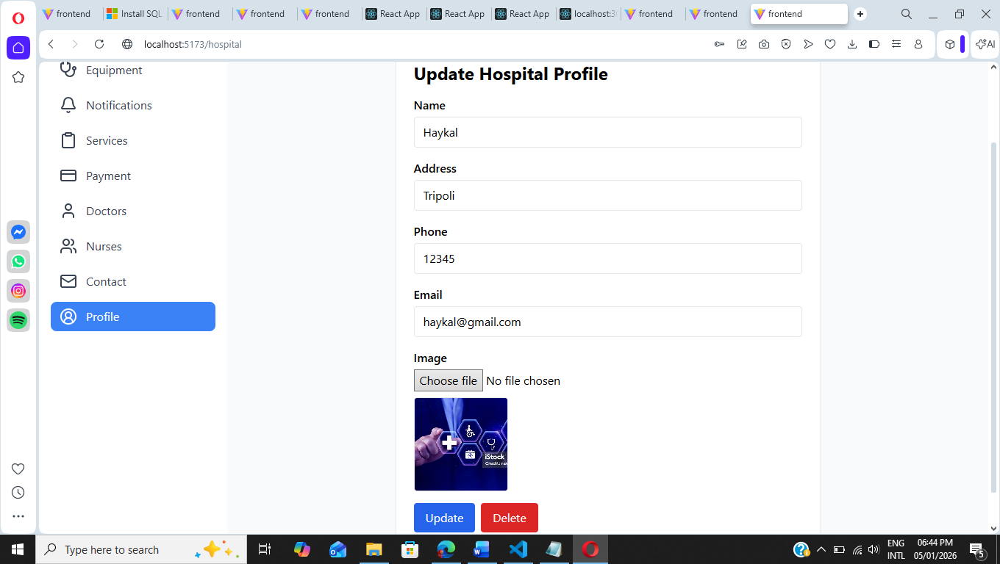 frontend
Install SQL
frontend
frontend
frontend
React App
React App
React App
localhost:3
frontend
frontend
frontend
localhost:5173/hospital
AI
Equipment
Notifications
Services
Payment
Doctors
Nurses
Contact
Profile
Update Hospital Profile
Name
Haykal
Address
Tripoli
Phone
12345
Email
haykal@gmail.com
Image
Choose file No file chosen
iStock
Update
Delete
Type here to search
ENG
INTL
06:44 PM
05/01/2026
5